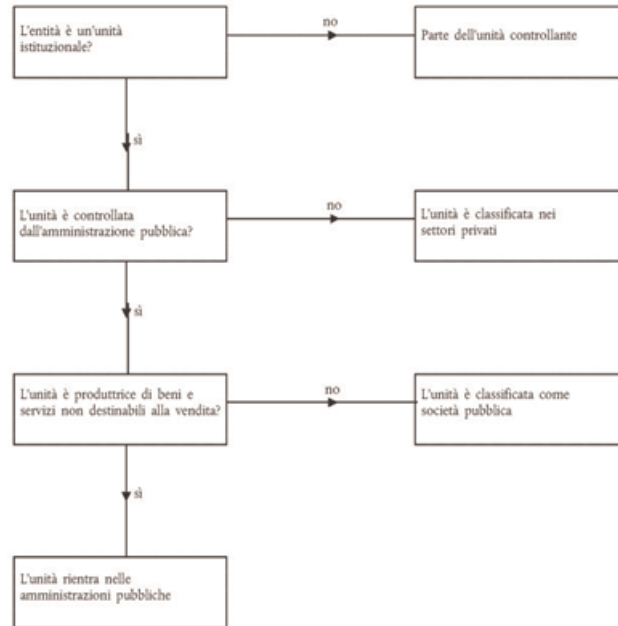 L'entità è un'unità
istituzionale?
no
Parte dell'unità controllante
sì
L'unità è controllata
dall'amministrazione pubblica?
no
L'unità è classificata nei
settori privati
sì
L'unità è produttrice di beni e
servizi non destinabili alla vendita?
no
L'unità è classificata come
società pubblica
sì
L'unità rientra nelle
amministrazioni pubbliche